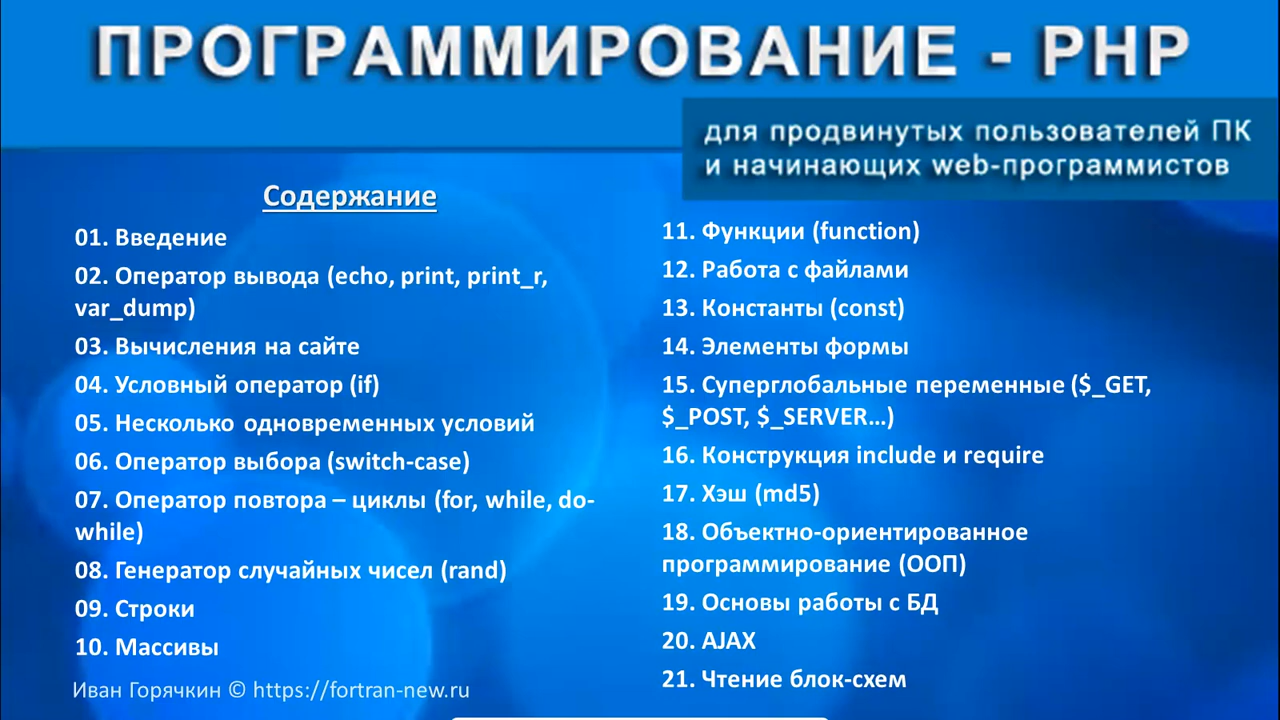 ПРОГРАММИРОВАНИЕ - PHP
для продвинутых пользователей ПК
и начинающих web-программистов
Содержание
01. Введение
02. Оператор вывода (echo, print, print_r,
var_dump)
03. Вычисления на сайте
04. Условный оператор (if)
05. Несколько одновременных условий
06. Оператор выбора (switch-case)
07. Оператор повтора – циклы (for, while, do-
while)
08. Генератор случайных чисел (rand)
09. Строки
10. Массивы
Иван Горячкин © https://fortran-new.ru
11. Функции (function)
12. Работа с файлами
13. Константы (const)
14. Элементы формы
15. Суперглобальные переменные ($_GET,
$_POST, $_SERVER…)
16. Конструкция include и require
17. Хэш (md5)
18. Объектно-ориентированное
программирование (ООП)
19. Основы работы с БД
20. AJAX
21. Чтение блок-схем